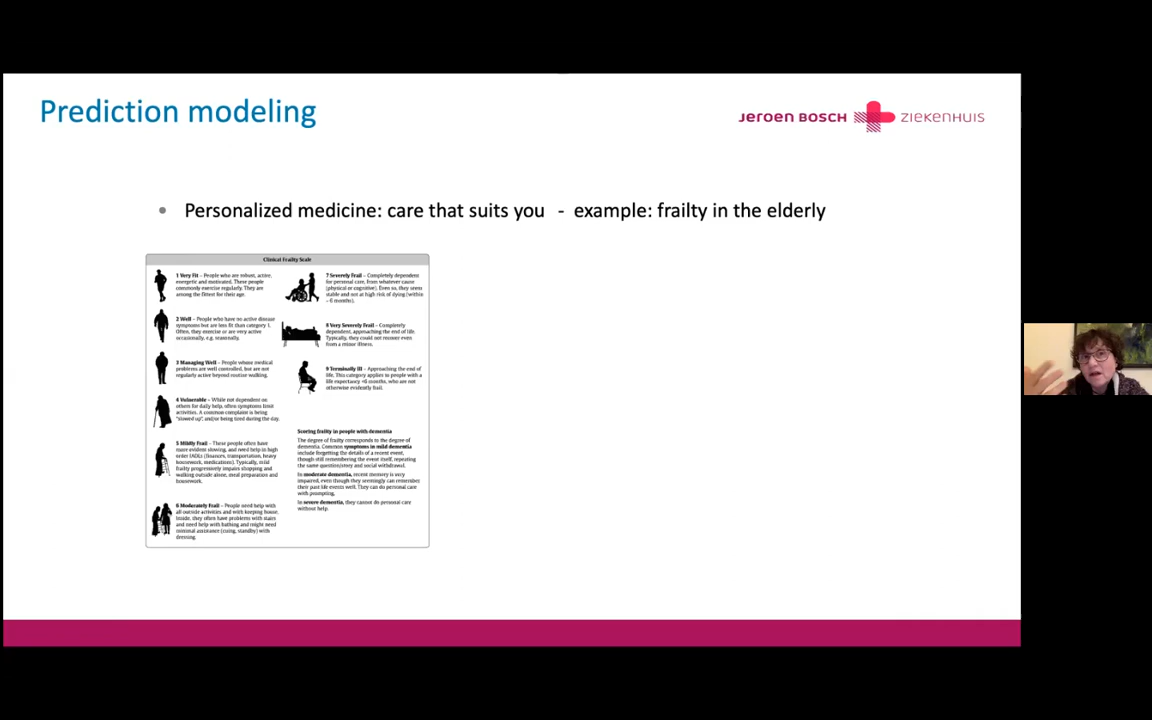 Prediction modeling
JEROEN BOSCH ZIEKENHUIS
• Personalized medicine: care that suits you - example: frailty in the elderly
Clinical Frailty Scale
1 Very Fit – People who are robust, active,
energetic and motivated. These people
commonly exercise regularly. They are
among the fittest for their age.
2 Well – People who have no active disease
symptoms but are less fit than category 1.
Often, they exercise or are very active
occasionally, e.g. seasonally.
3 Managing Well – People whose medical
problems are well controlled, but are not
regularly active beyond routine walking.
4 Vulnerable – While not dependent on
others for daily help, often symptoms limit
activities. A common complaint is being
"slowed up", and/or being tired during the day.
5 Mildly Frail – These people often have
more evident slowing, and need help in high
order IADLs (finances, transportation, heavy
housework, medications). Typically, mild
frailty progressively impairs shopping and
walking outside alone, meal preparation and
housework.
6 Moderately Frail – People need help with
all outside activities and with keeping house.
Inside, they often have problems with stairs
and need help with bathing and might need
minimal assistance (cuing, standby) with
dressing.
7 Severely Frail – Completely dependent
for personal care, from whatever cause
(physical or cognitive). Even so, they seem
stable and not at high risk of dying (within
~ 6 months).
8 Very Severely Frail – Completely
dependent, approaching the end of life.
Typically, they could not recover even
from a minor illness.
9 Terminally Ill – Approaching the end of
life. This category applies to people with a
life expectancy <6 months, who are not
otherwise evidently frail.
Scoring frailty in people with dementia
The degree of frailty corresponds to the degree of
dementia. Common symptoms in mild dementia
include forgetting the details of a recent event,
though still remembering the event itself, repeating
the same question/story and social withdrawal.
In moderate dementia, recent memory is very
impaired, even though they seemingly can remember
their past life events well. They can do personal care
with prompting.
In severe dementia, they cannot do personal care
without help.